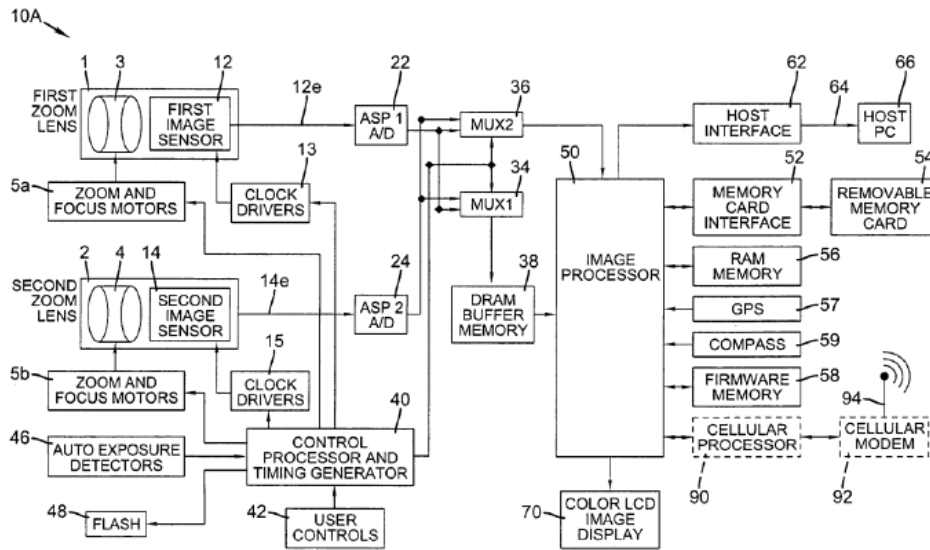 10A
1
3
12
FIRST
ZOOM
LENS
FIRST
IMAGE
SENSOR
12e
22
ASP 1
A/D
36
MUX2
62
HOST
INTERFACE
64
66
HOST
PC
5a
ZOOM AND
FOCUS MOTORS
13
CLOCK
DRIVERS
34
MUX1
50
IMAGE
PROCESSOR
52
MEMORY
CARD
INTERFACE
54
REMOVABLE
MEMORY
CARD
2
4
14
SECOND
ZOOM
LENS
SECOND
IMAGE
SENSOR
14e
24
ASP 2
A/D
38
DRAM
BUFFER
MEMORY
RAM
MEMORY
56
GPS
57
COMPASS
59
5b
ZOOM AND
FOCUS MOTORS
15
CLOCK
DRIVERS
FIRMWARE
MEMORY
58
94
46
AUTO EXPOSURE
DETECTORS
40
CONTROL
PROCESSOR AND
TIMING GENERATOR
CELLULAR
PROCESSOR
90
CELLULAR
MODEM
92
48
FLASH
42
USER
CONTROLS
70
COLOR LCD
IMAGE
DISPLAY